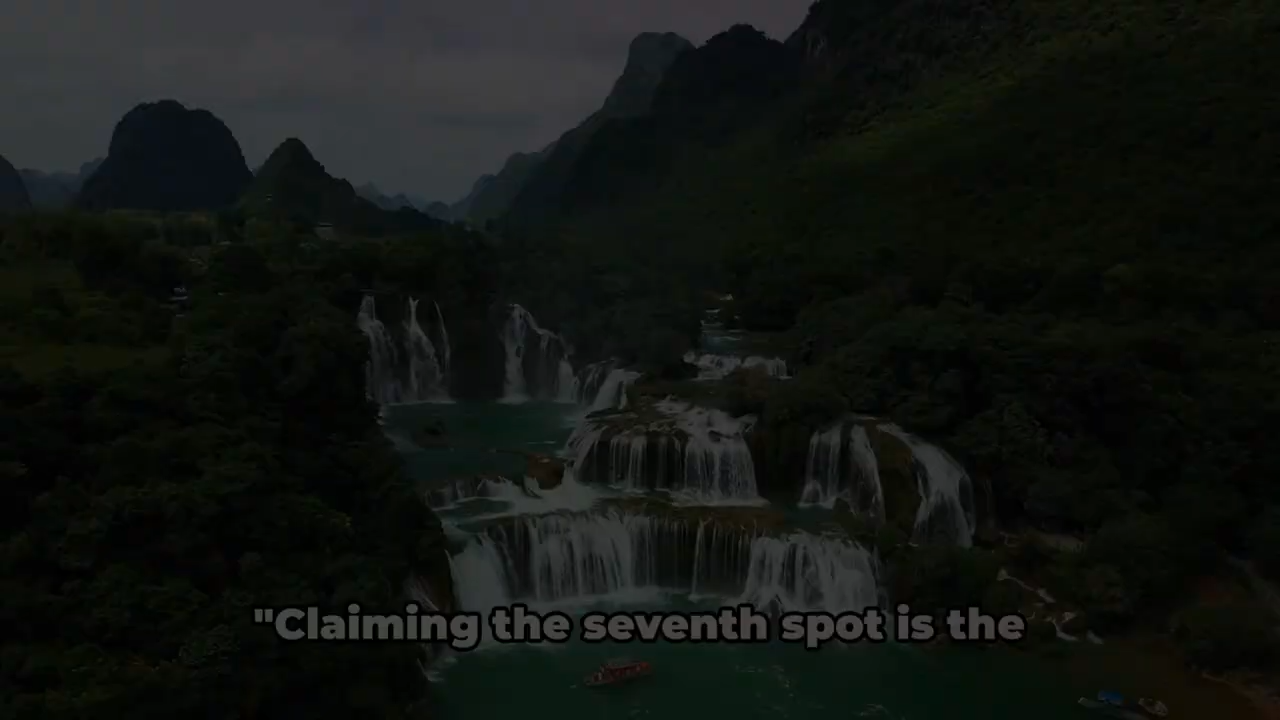 "Claiming the seventh spot is the